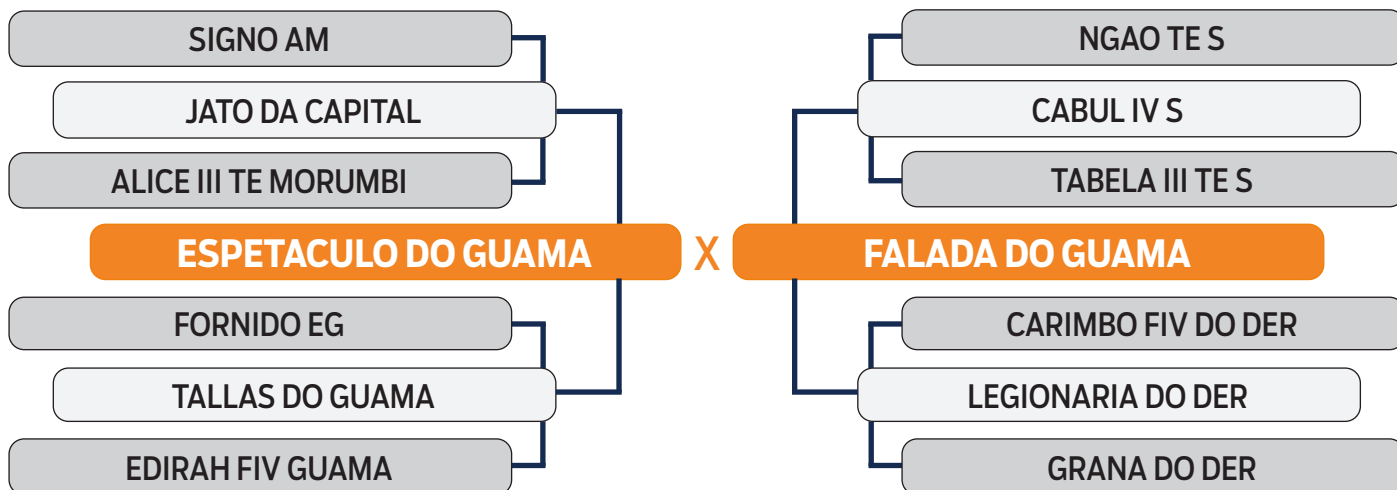 SIGNO AM
NGAO TE S
JATO DA CAPITAL
CABUL IV S
ALICE III TE MORUMBI
TABELA III TE S
ESPETACULO DO GUAMA X FALADA DO GUAMA
FORNIDO EG
CARIMBO FIV DO DER
TALLAS DO GUAMA
LEGIONARIA DO DER
EDIRAH FIV GUAMA
GRANA DO DER